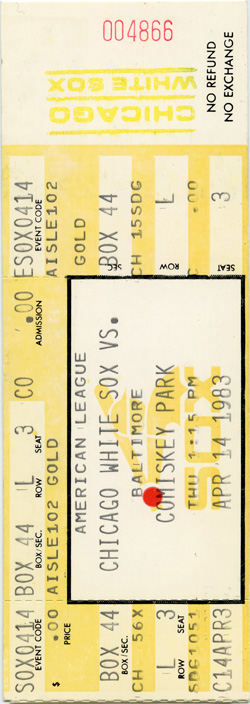 004866
CHICAGO
WHITE SOX
NO REFUND
NO EXCHANGE
ESOX0414
EVENT CODE
AISLE102
GOLD
BOX 44
SEC.
CH 15SDG
L
ROW
.00
3
SEAT
SOX0414 BOX 44 L 3 CO .00
EVENT CODE BOX/SEC. ROW SEAT ADMISSION
.00 AISLE102 GOLD
$ PRICE
AMERICAN LEAGUE
CHICAGO WHITE SOX VS.
BALTIMORE
COMISKEY PARK
THU 1:15 PM
APR 14 1983
SOX
BOX 44
BOX/SEC.
CH 56X
L 3
ROW SEAT
C14APR3